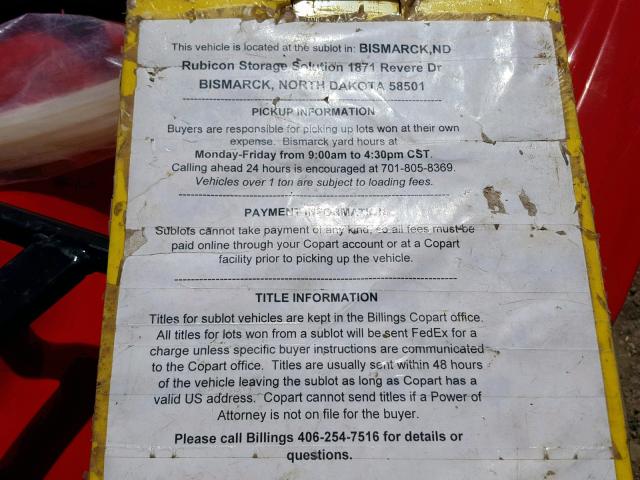 This vehicle is located at the sublot in: BISMARCK,ND
Rubicon Storage Solution 1871 Revere Dr
BISMARCK, NORTH DAKOTA 58501
PICKUP INFORMATION
Buyers are responsible for picking up lots won at their own
expense. Bismarck yard hours at
Monday-Friday from 9:00am to 4:30pm CST.
Calling ahead 24 hours is encouraged at 701-805-8369.
Vehicles over 1 ton are subject to loading fees.
PAYMENT INFORMATION
Sublots cannot take payment of any kind, so all fees must be
paid online through your Copart account or at a Copart
facility prior to picking up the vehicle.
TITLE INFORMATION
Titles for sublot vehicles are kept in the Billings Copart office.
All titles for lots won from a sublot will be sent FedEx for a
charge unless specific buyer instructions are communicated
to the Copart office. Titles are usually sent within 48 hours
of the vehicle leaving the sublot as long as Copart has a
valid US address. Copart cannot send titles if a Power of
Attorney is not on file for the buyer.
Please call Billings 406-254-7516 for details or
questions.